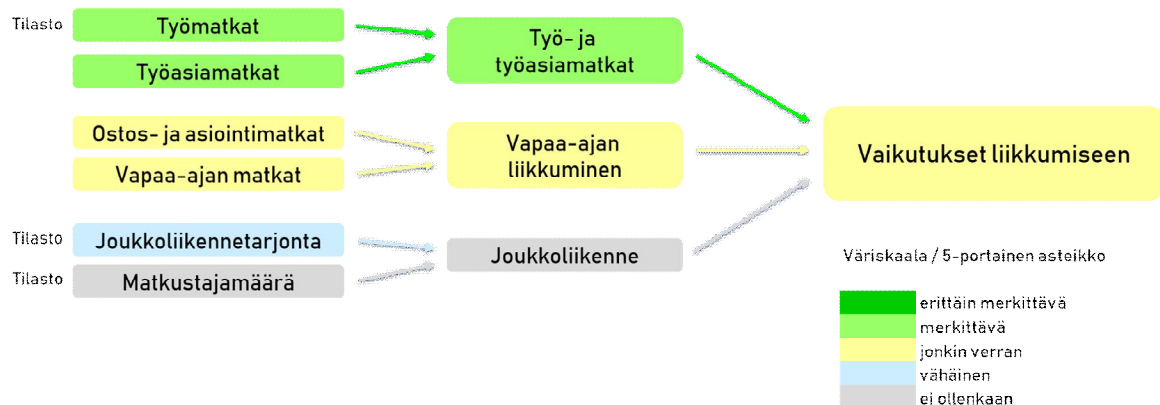 Tilasto
Työmatkat
Työasiamatkat
Työ- ja
työasiamatkat
Ostos- ja asiointimatkat
Vapaa-ajan matkat
Vapaa-ajan
liikkuminen
Vaikutukset liikkumiseen
Tilasto
Joukkoliikennetarjonta
Tilasto
Matkustajamäärä
Joukkoliikenne
Väriskaala / 5-portainen asteikko
erittäin merkittävä
merkittävä
jonkin verran
vähäinen
ei ollenkaan